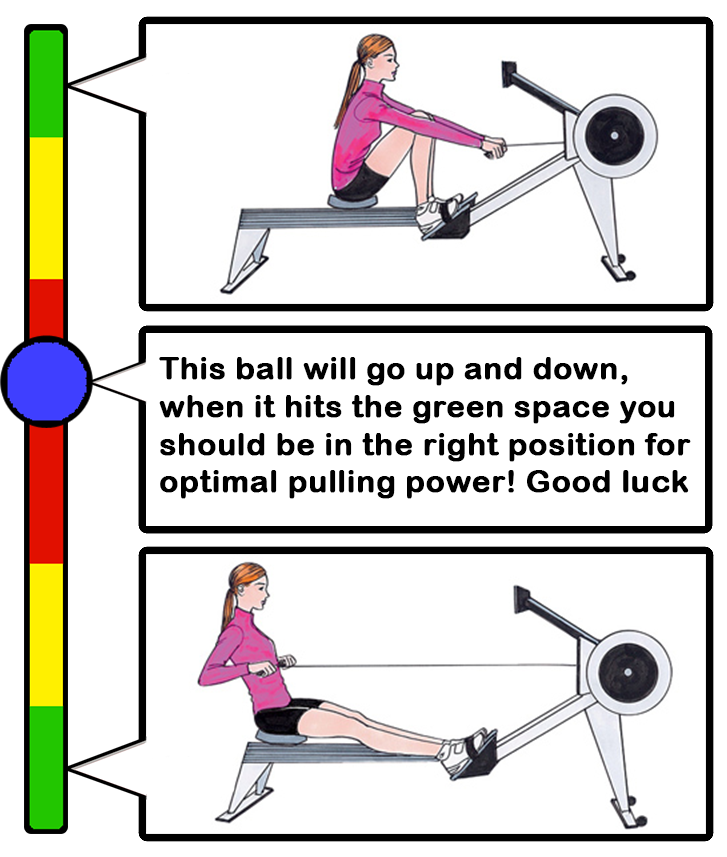 This ball will go up and down,
when it hits the green space you
should be in the right position for
optimal pulling power! Good luck